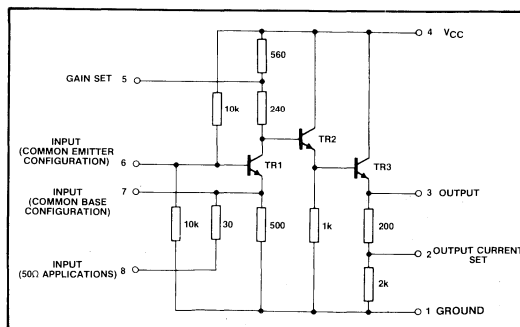 4 VCC
560
GAIN SET 5
10k
240
TR2
INPUT
(COMMON EMITTER
CONFIGURATION)
6
TR1
TR3
INPUT
(COMMON BASE
CONFIGURATION)
7
3 OUTPUT
10k
30
500
1k
200
INPUT
(50Ω APPLICATIONS) 8
2 OUTPUT CURRENT
SET
2k
1 GROUND